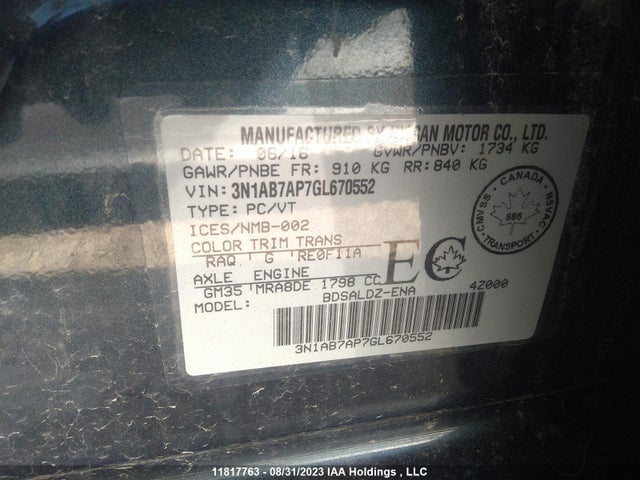 MANUFACTURED BY NISSAN MOTOR CO., LTD.
DATE: 06/16 GVWR/PNBV: 1734 KG
GAWR/PNBE FR: 910 KG RR: 840 KG
VIN: 3N1AB7AP7GL670552
TYPE: PC/VT
ICES/NMB-002
COLOR TRIM TRANS
RAQ G RE0F11A
AXLE ENGINE
GM35 MRA8DE 1798 CC
MODEL: BDSALDZ-ENA 4Z000
EC
CMVSS · CANADA · NSVAC
986
TRANSPORT
3N1AB7AP7GL670552
11817763 - 08/31/2023 IAA Holdings , LLC